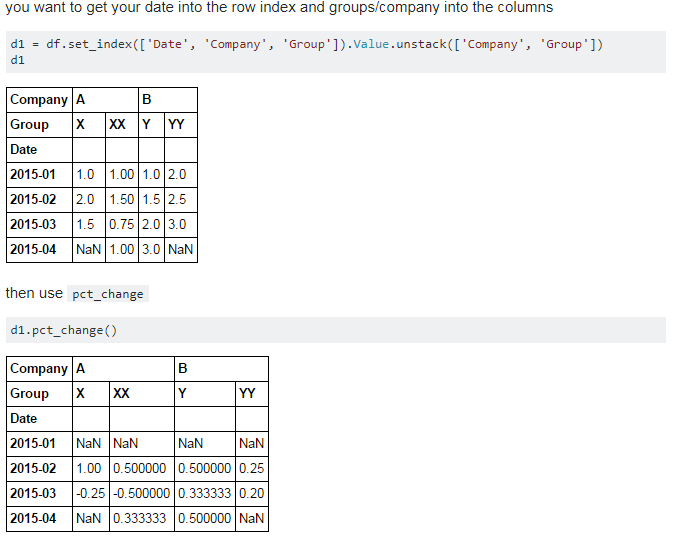 you want to get your date into the row index and groups/company into the columns
d1 = df.set_index(['Date', 'Company', 'Group']).Value.unstack(['Company', 'Group'])
d1
Company A B
Group X XX Y YY
Date
2015-01 1.0 1.00 1.0 2.0
2015-02 2.0 1.50 1.5 2.5
2015-03 1.5 0.75 2.0 3.0
2015-04 NaN 1.00 3.0 NaN
then use pct_change
d1.pct_change()
Company A B
Group X XX Y YY
Date
2015-01 NaN NaN NaN NaN
2015-02 1.00 0.500000 0.500000 0.25
2015-03 -0.25 -0.500000 0.333333 0.20
2015-04 NaN 0.333333 0.500000 NaN